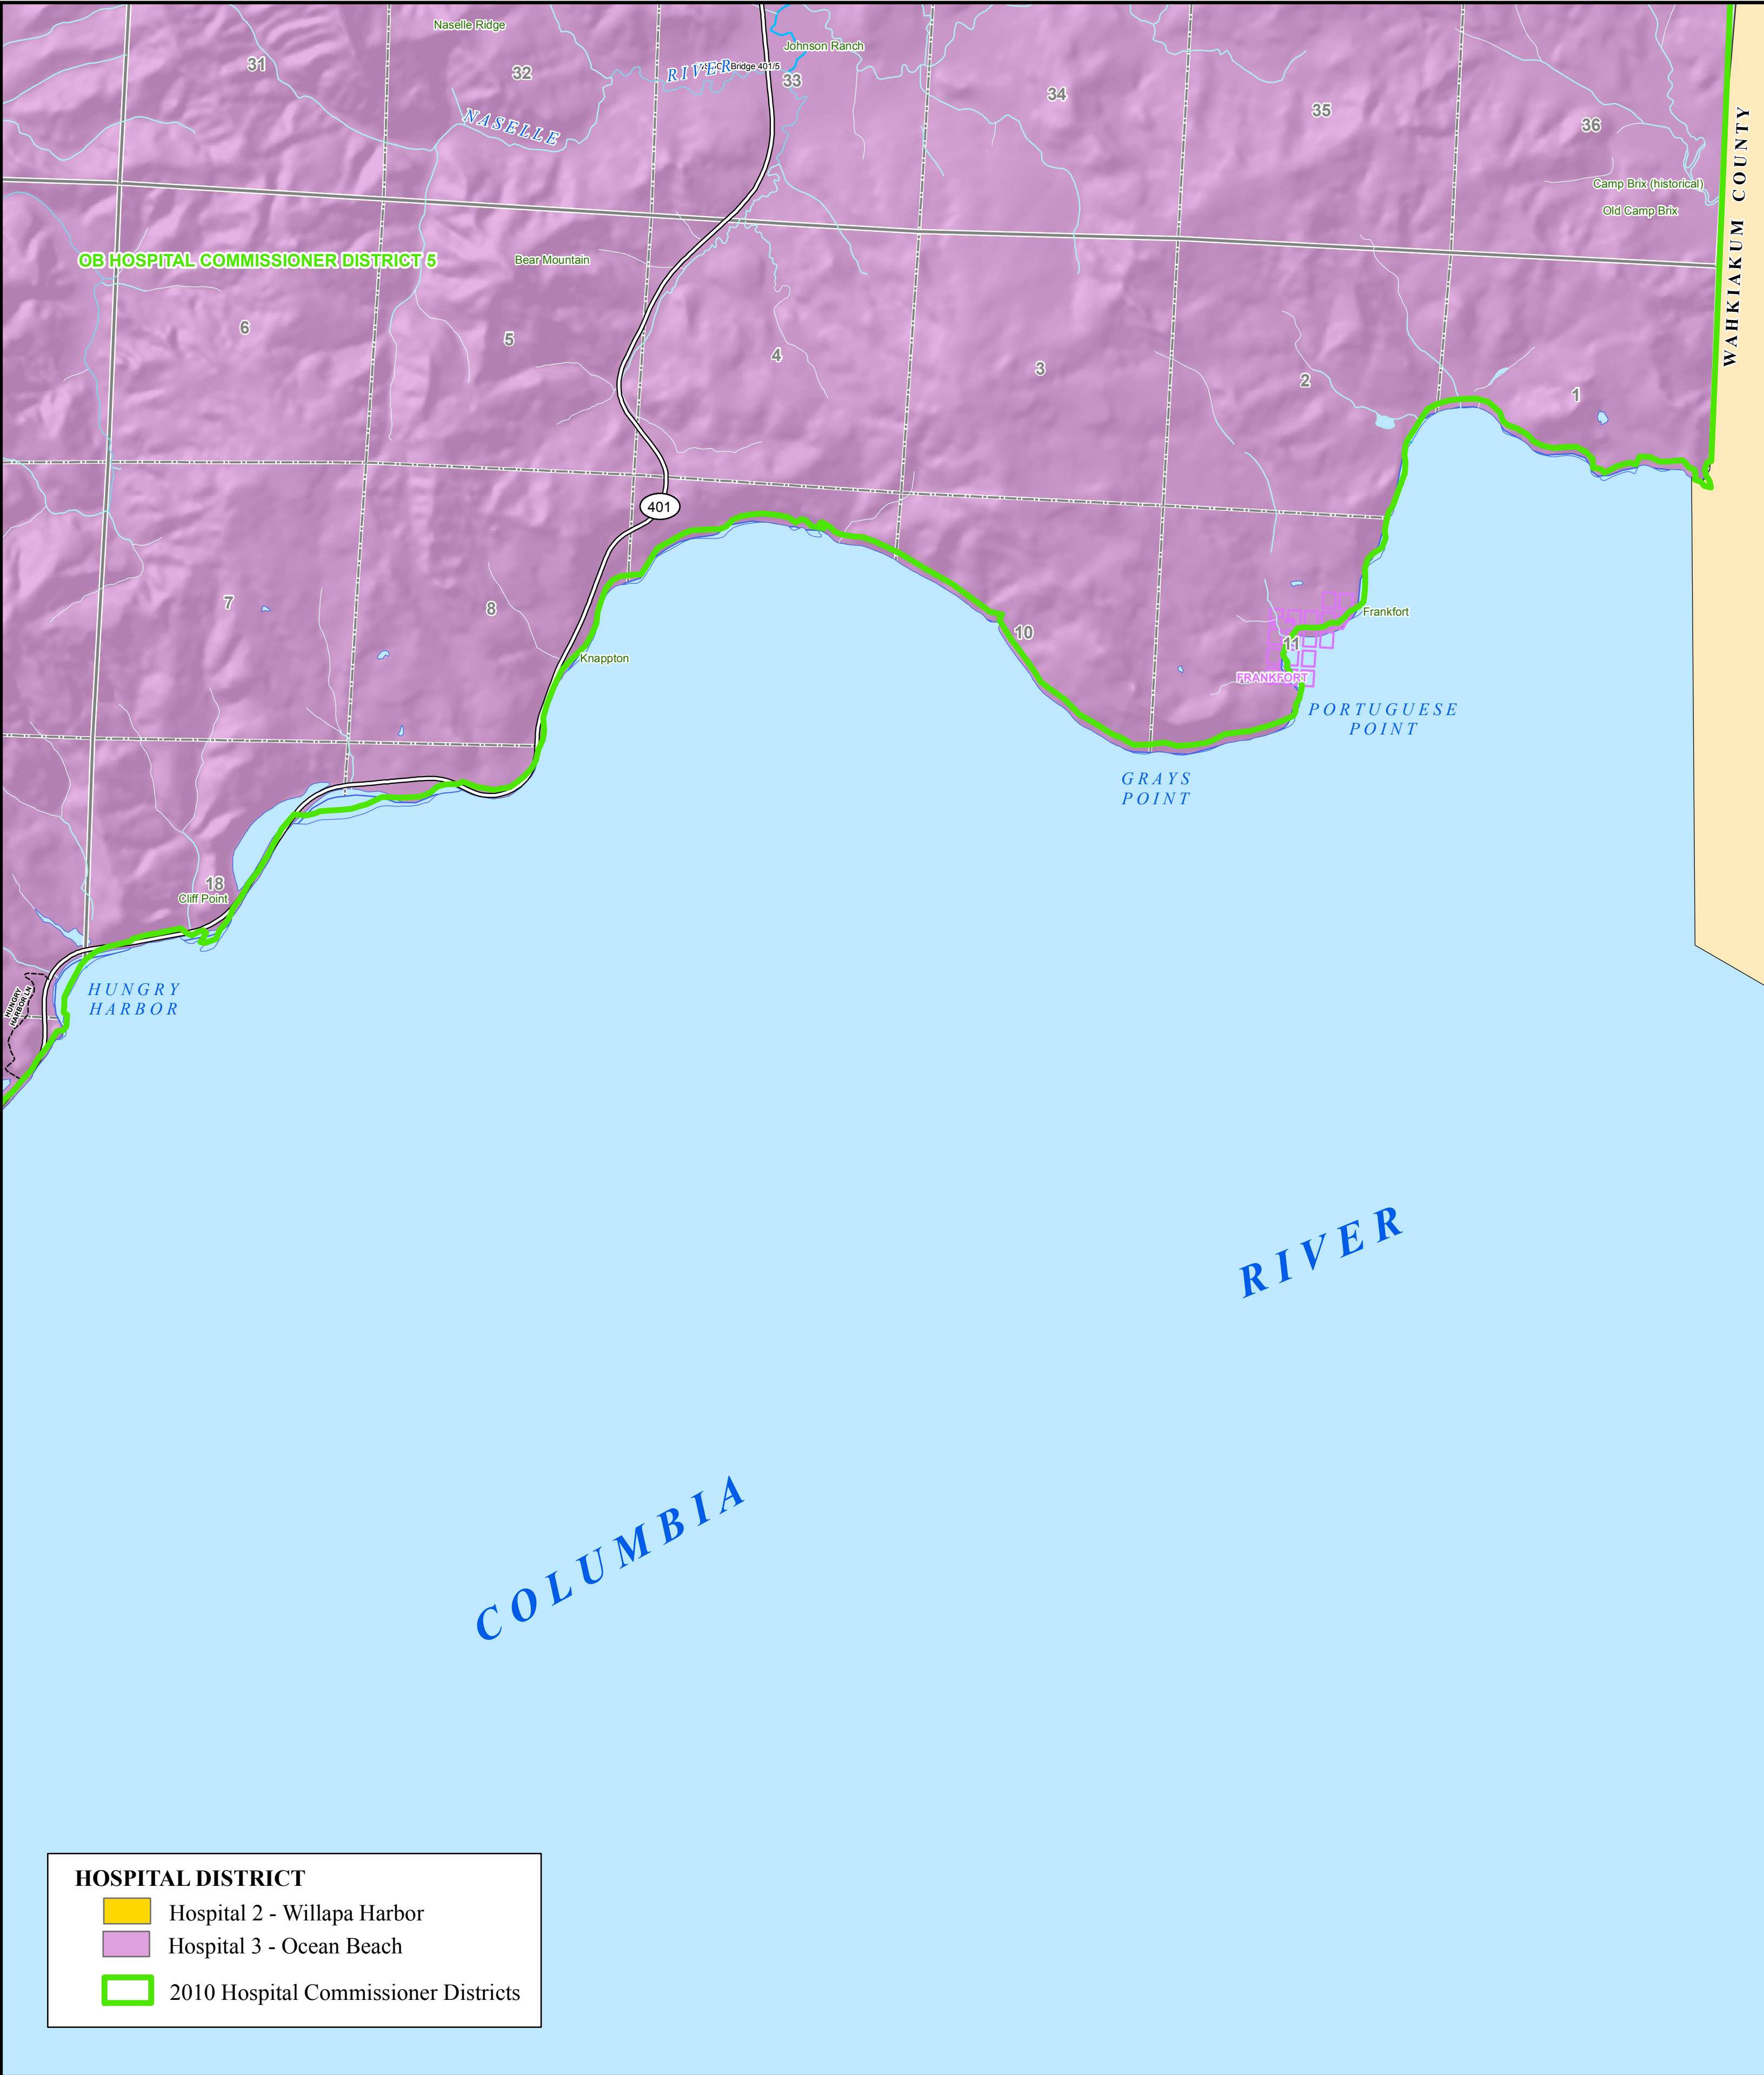 Naselle Ridge
Johnson Ranch
RIVER
Bridge 401/5
31
32
33
34
35
36
NASELLE
WAHKIAKUM COUNTY
Camp Brix (historical)
Old Camp Brix
OB HOSPITAL COMMISSIONER DISTRICT 5
Bear Mountain
6
5
4
3
2
1
401
7
8
10
11
Frankfort
Knappton
FRANKFORT
PORTUGUESE
POINT
GRAYS
POINT
18
Cliff Point
HUNGRY
HARBOR
HUNGRY
HARBOR LN
RIVER
COLUMBIA
HOSPITAL DISTRICT
Hospital 2 - Willapa Harbor
Hospital 3 - Ocean Beach
2010 Hospital Commissioner Districts